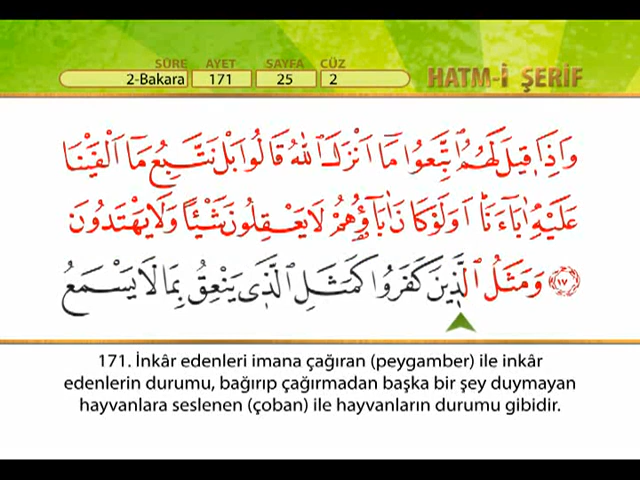 SÛRE AYET SAYFA CÜZ
2-Bakara 171 25 2
HATM-İ ŞERİF
وَاِذَا قٖيلَ لَهُمُ اتَّبِعُوا مَٓا اَنْزَلَ اللّٰهُ قَالُوا بَلْ نَتَّبِعُ مَٓا اَلْفَيْنَا
عَلَيْهِ اٰبَٓاءَنَاؕ اَوَلَوْ كَانَ اٰبَٓاؤُ۬هُمْ لَا يَعْقِلُونَ شَيْـًٔا وَلَا يَهْتَدُونَ
﴿١٧﴾ وَمَثَلُ الَّذٖينَ كَفَرُوا كَمَثَلِ الَّذٖى يَنْعِقُ بِمَا لَا يَسْمَعُ
171. İnkâr edenleri imana çağıran (peygamber) ile inkâr
edenlerin durumu, bağırıp çağırmadan başka bir şey duymayan
hayvanlara seslenen (çoban) ile hayvanların durumu gibidir.